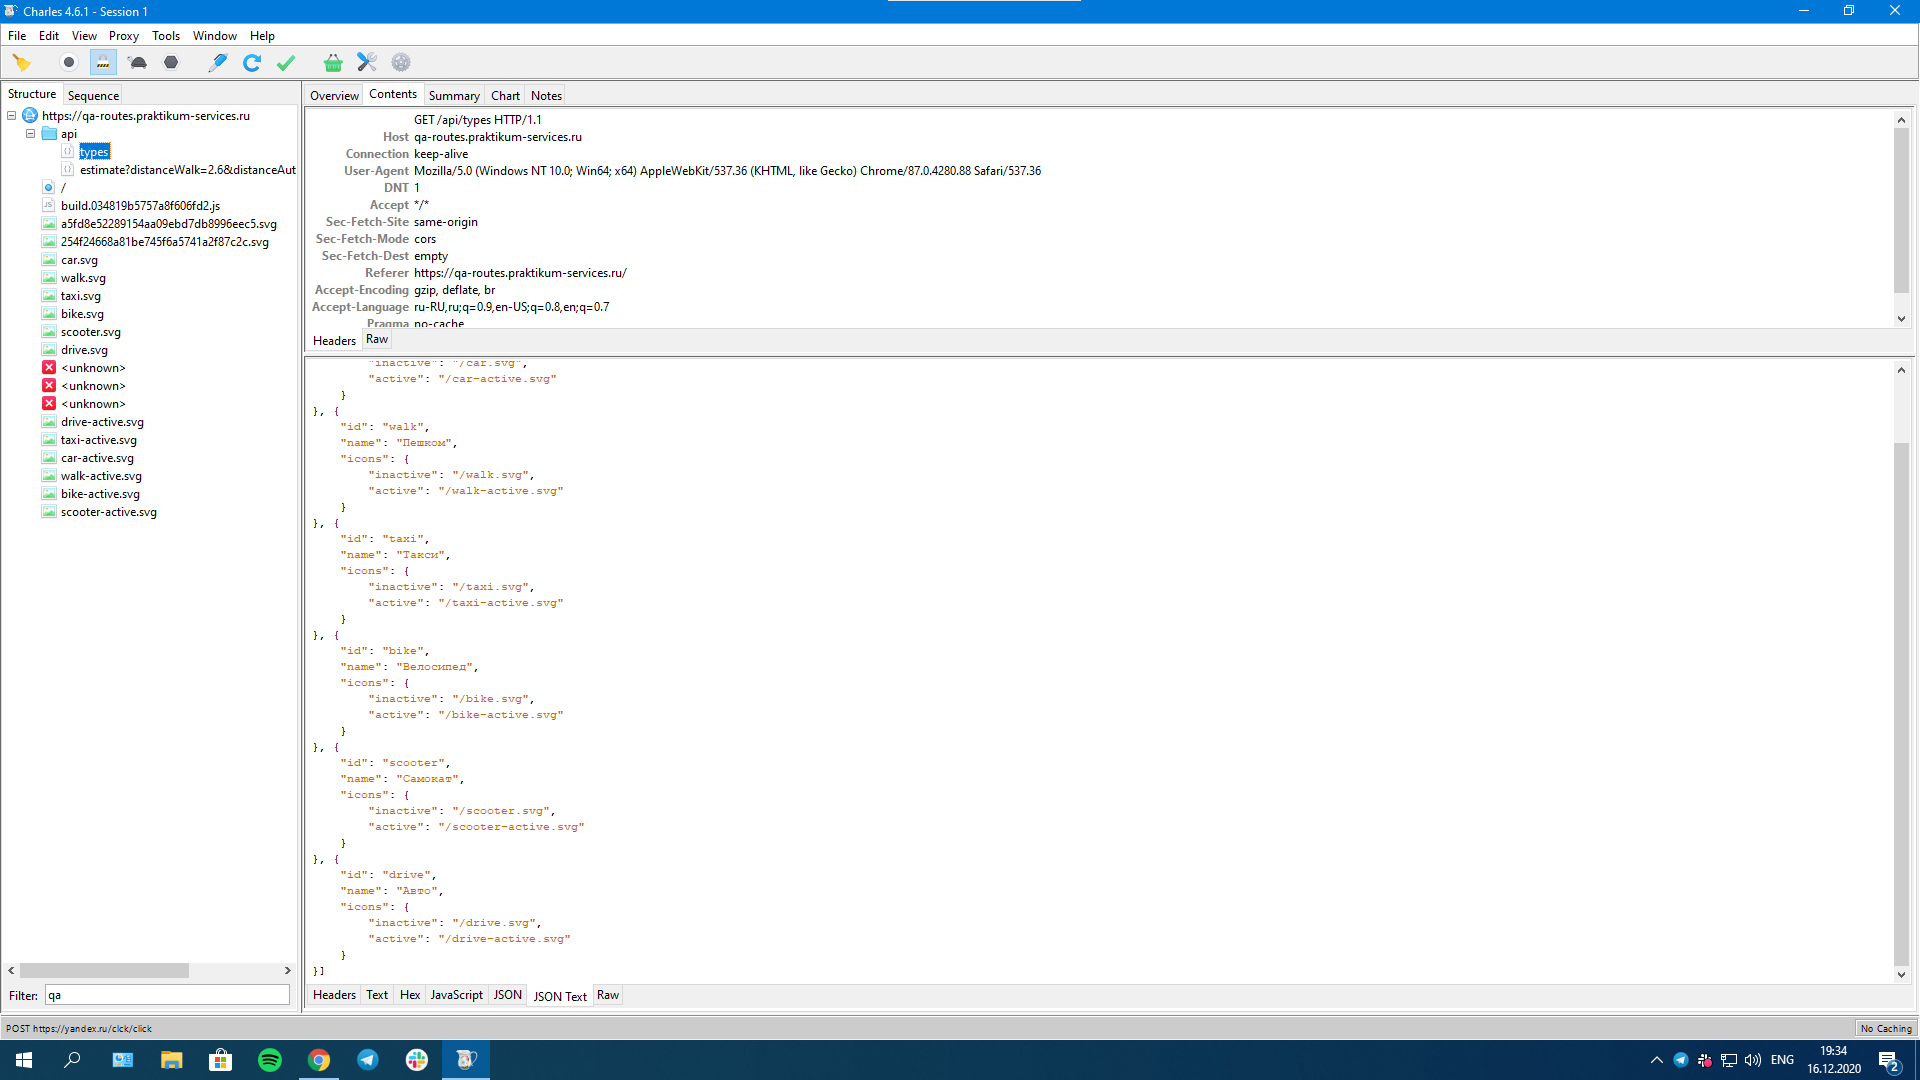 Charles 4.6.1 - Session 1
File Edit View Proxy Tools Window Help
Structure Sequence
https://qa-routes.praktikum-services.ru
api
types
estimate?distanceWalk=2.6&distanceAut
/
build.034819b5757a8f606fd2.js
a5fd8e52289154aa09ebd7db8996eec5.svg
254f24668a81be745f6a5741a2f87c2c.svg
car.svg
walk.svg
taxi.svg
bike.svg
scooter.svg
drive.svg
<unknown>
<unknown>
<unknown>
drive-active.svg
taxi-active.svg
car-active.svg
walk-active.svg
bike-active.svg
scooter-active.svg
Filter: qa
Overview Contents Summary Chart Notes
GET /api/types HTTP/1.1
Host qa-routes.praktikum-services.ru
Connection keep-alive
User-Agent Mozilla/5.0 (Windows NT 10.0; Win64; x64) AppleWebKit/537.36 (KHTML, like Gecko) Chrome/87.0.4280.88 Safari/537.36
DNT 1
Accept */*
Sec-Fetch-Site same-origin
Sec-Fetch-Mode cors
Sec-Fetch-Dest empty
Referer https://qa-routes.praktikum-services.ru/
Accept-Encoding gzip, deflate, br
Accept-Language ru-RU,ru;q=0.9,en-US;q=0.8,en;q=0.7
Pragma no-cache
Headers Raw
"inactive": "/car.svg",
"active": "/car-active.svg"
}
}, {
"id": "walk",
"name": "Пешком",
"icons": {
"inactive": "/walk.svg",
"active": "/walk-active.svg"
}
}, {
"id": "taxi",
"name": "Такси",
"icons": {
"inactive": "/taxi.svg",
"active": "/taxi-active.svg"
}
}, {
"id": "bike",
"name": "Велосипед",
"icons": {
"inactive": "/bike.svg",
"active": "/bike-active.svg"
}
}, {
"id": "scooter",
"name": "Самокат",
"icons": {
"inactive": "/scooter.svg",
"active": "/scooter-active.svg"
}
}, {
"id": "drive",
"name": "Авто",
"icons": {
"inactive": "/drive.svg",
"active": "/drive-active.svg"
}
}]
Headers Text Hex JavaScript JSON JSON Text Raw
POST https://yandex.ru/clck/click
No Caching
ENG
19:34
16.12.2020
2